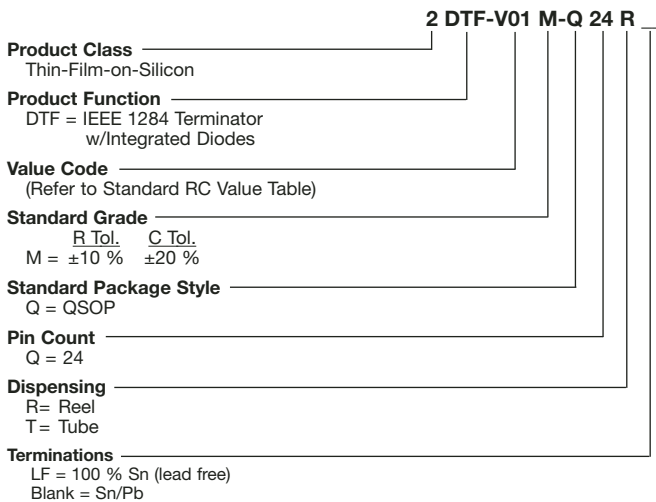 2 DTF-V01 M-Q 24 R __
Product Class
Thin-Film-on-Silicon
Product Function
DTF = IEEE 1284 Terminator
w/Integrated Diodes
Value Code
(Refer to Standard RC Value Table)
Standard Grade
R Tol. C Tol.
M = ±10 % ±20 %
Standard Package Style
Q = QSOP
Pin Count
Q = 24
Dispensing
R= Reel
T= Tube
Terminations
LF = 100 % Sn (lead free)
Blank = Sn/Pb